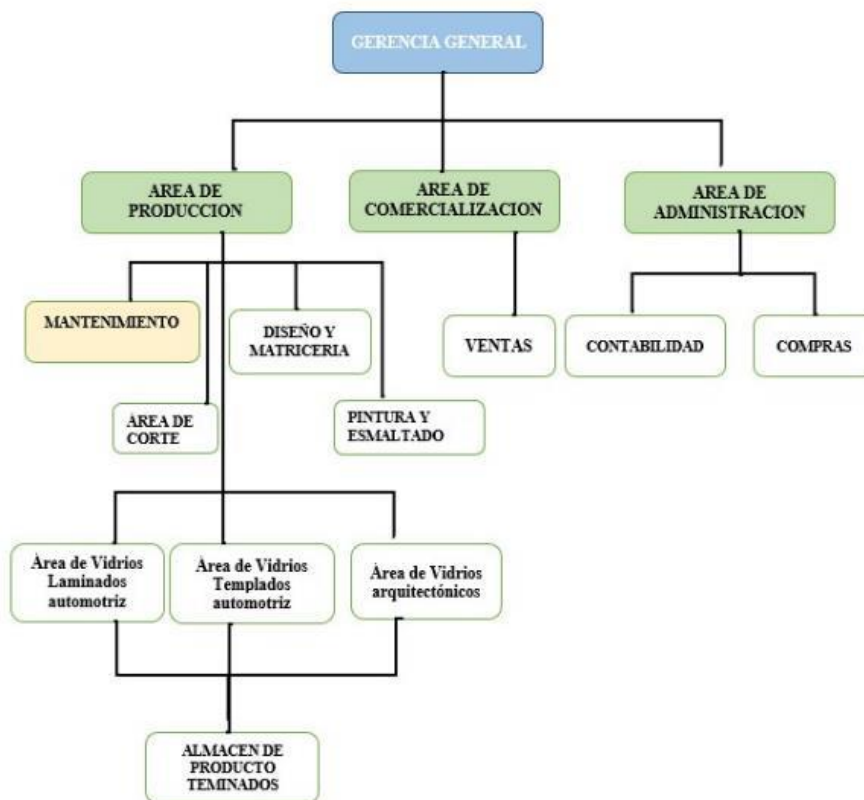 GERENCIA GENERAL
AREA DE
PRODUCCION
AREA DE
COMERCIALIZACION
AREA DE
ADMINISTRACION
MANTENIMIENTO
DISEÑO Y
MATRICERIA
VENTAS
CONTABILIDAD
COMPRAS
ÁREA DE
CORTE
PINTURA Y
ESMALTADO
Área de Vidrios
Laminados
automotriz
Área de Vidrios
Templados
automotriz
Área de Vidrios
arquitectónicos
ALMACEN DE
PRODUCTO
TEMINADOS